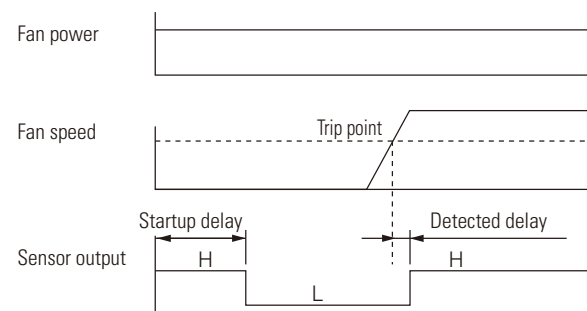 Fan power
Fan speed
Trip point
Startup delay
Detected delay
Sensor output
H
L
H